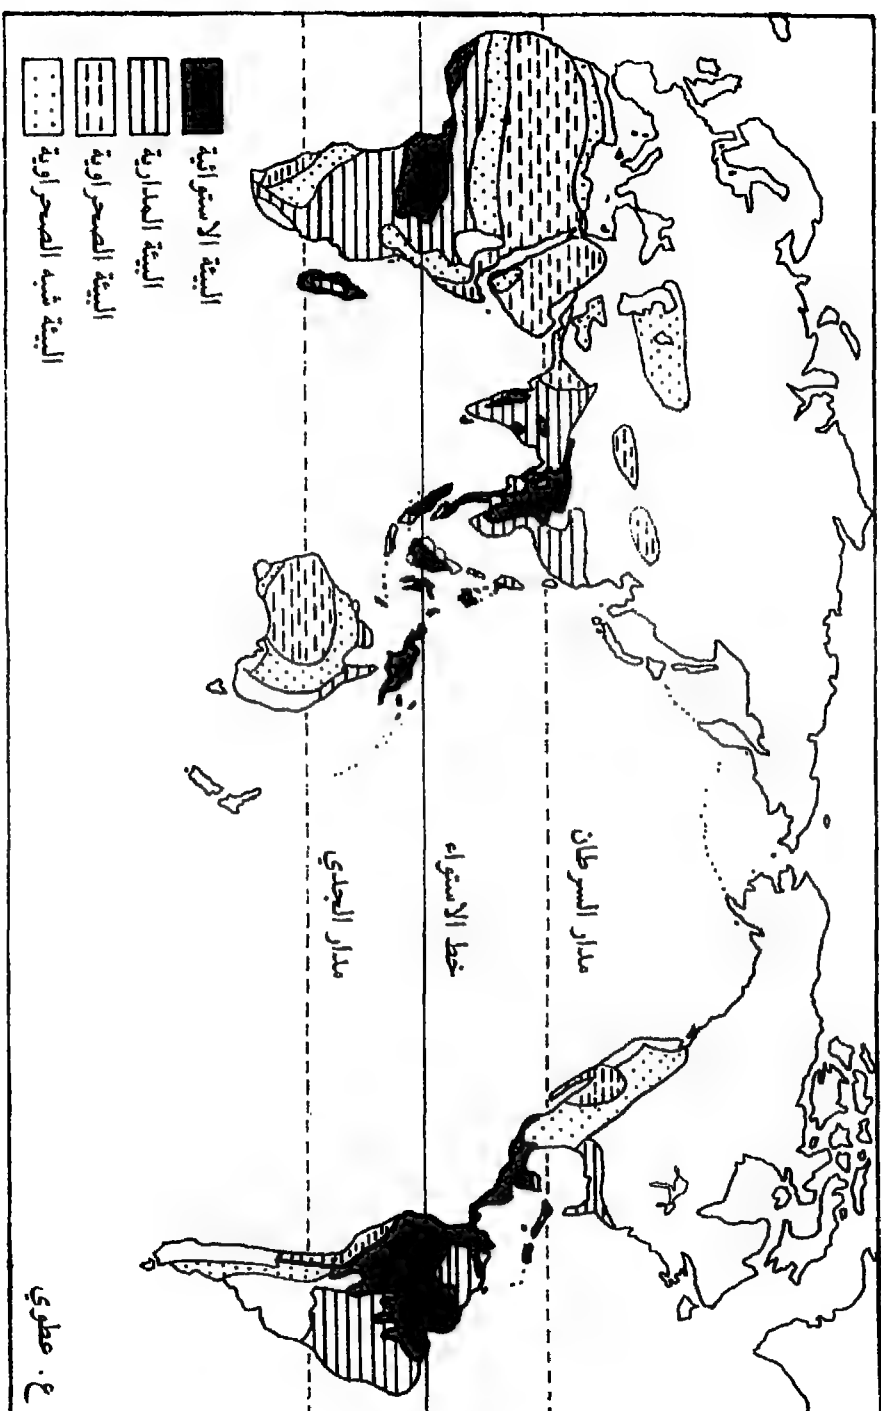 مدار السرطان
خط الاستواء
مدار الجدي
البيئة الاستوائية
البيئة المدارية
البيئة الصحراوية
البيئة شبه الصحراوية
ع. عطوي